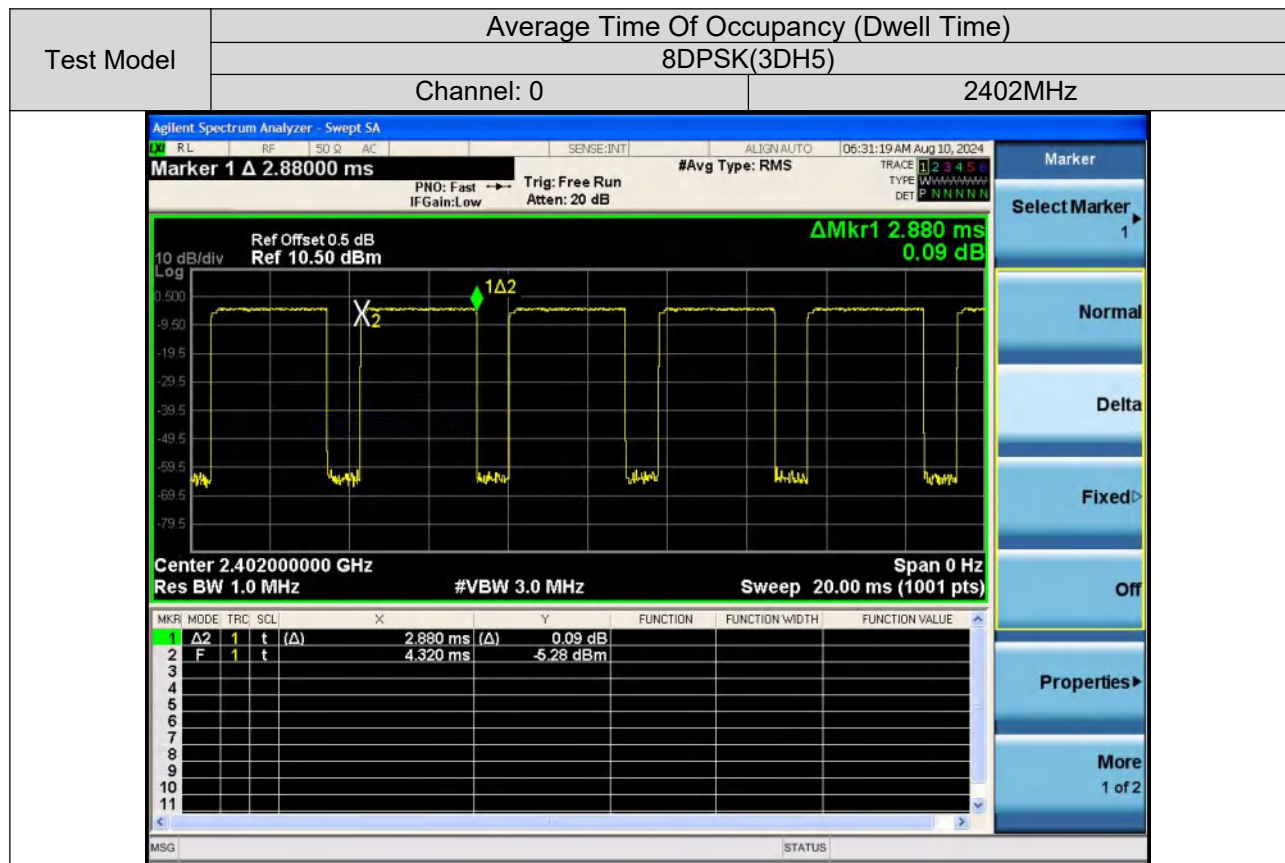 Test Model
Average Time Of Occupancy (Dwell Time)
8DPSK(3DH5)
Channel: 0 2402MHz
Agilent Spectrum Analyzer - Swept SA
LXI RL RF 50 Ω AC SENSE:INT ALIGN AUTO 06:31:19 AM Aug 10, 2024
Marker 1 Δ 2.88000 ms #Avg Type: RMS TRACE 1 2 3 4 5 6
PNO: Fast Trig: Free Run TYPE WWWWWW
IFGain:Low Atten: 20 dB DET P N N N N N
Marker
Select Marker
1
Normal
Delta
Fixed
Off
Properties
More
1 of 2
ΔMkr1 2.880 ms
0.09 dB
Ref Offset 0.5 dB
10 dB/div Ref 10.50 dBm
Log
0.500
-9.50
-19.5
-29.5
-39.5
-49.5
-59.5
-69.5
-79.5
1Δ2
X2
Center 2.402000000 GHz Span 0 Hz
Res BW 1.0 MHz #VBW 3.0 MHz Sweep 20.00 ms (1001 pts)
MKR MODE TRC SCL X Y FUNCTION FUNCTION WIDTH FUNCTION VALUE
1 Δ2 1 t (Δ) 2.880 ms (Δ) 0.09 dB
2 F 1 t 4.320 ms -5.28 dBm
3
4
5
6
7
8
9
10
11
MSG STATUS